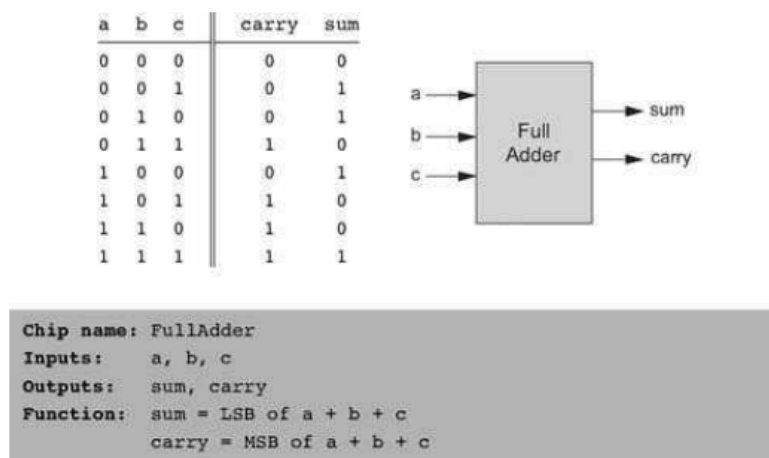 a b c carry sum
0 0 0 0 0
0 0 1 0 1
0 1 0 0 1
0 1 1 1 0
1 0 0 0 1
1 0 1 1 0
1 1 0 1 0
1 1 1 1 1
a
b
c
Full
Adder
sum
carry
Chip name: FullAdder
Inputs: a, b, c
Outputs: sum, carry
Function: sum = LSB of a + b + c
carry = MSB of a + b + c